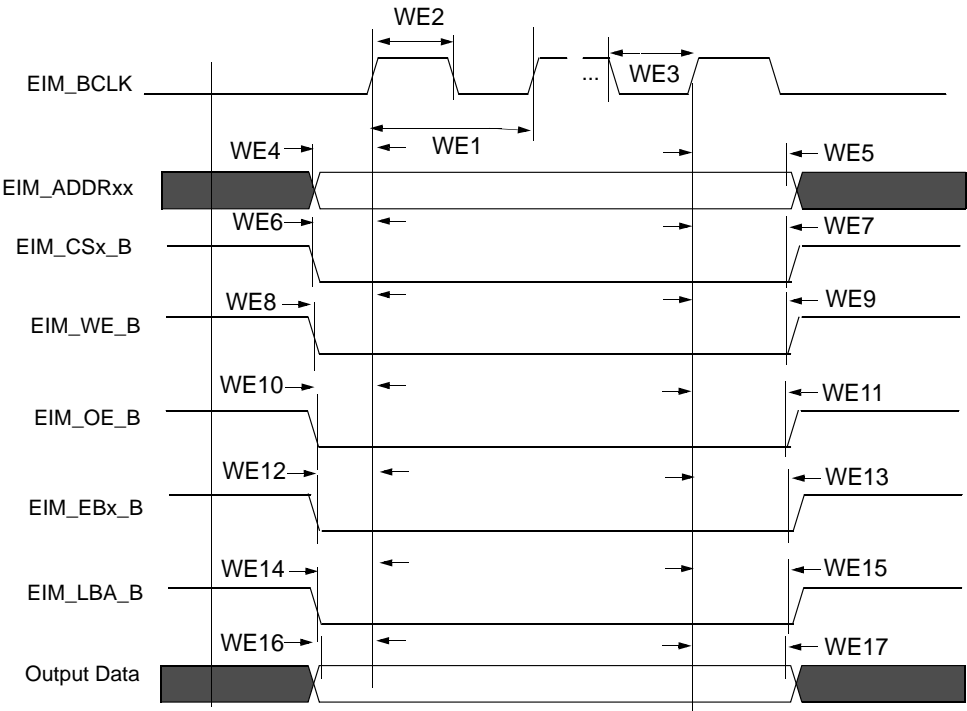 WE2
EIM_BCLK
...
WE3
WE1
WE4
WE5
EIM_ADDRxx
WE6
WE7
EIM_CSx_B
WE8
WE9
EIM_WE_B
WE10
WE11
EIM_OE_B
WE12
WE13
EIM_EBx_B
WE14
WE15
EIM_LBA_B
WE16
WE17
Output Data